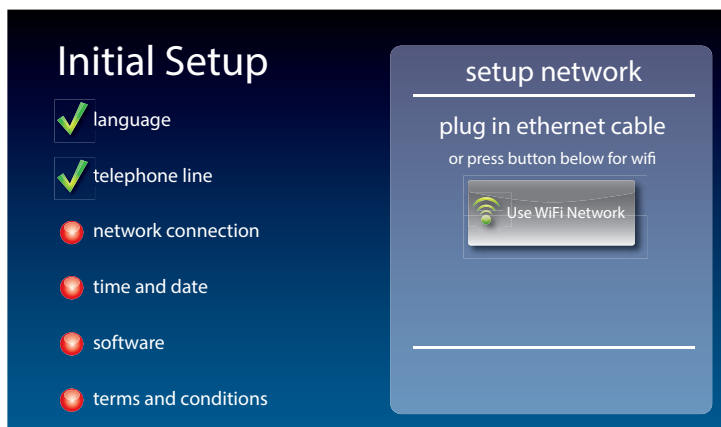 Initial Setup
language
telephone line
network connection
time and date
software
terms and conditions
setup network
plug in ethernet cable
or press button below for wifi
Use WiFi Network